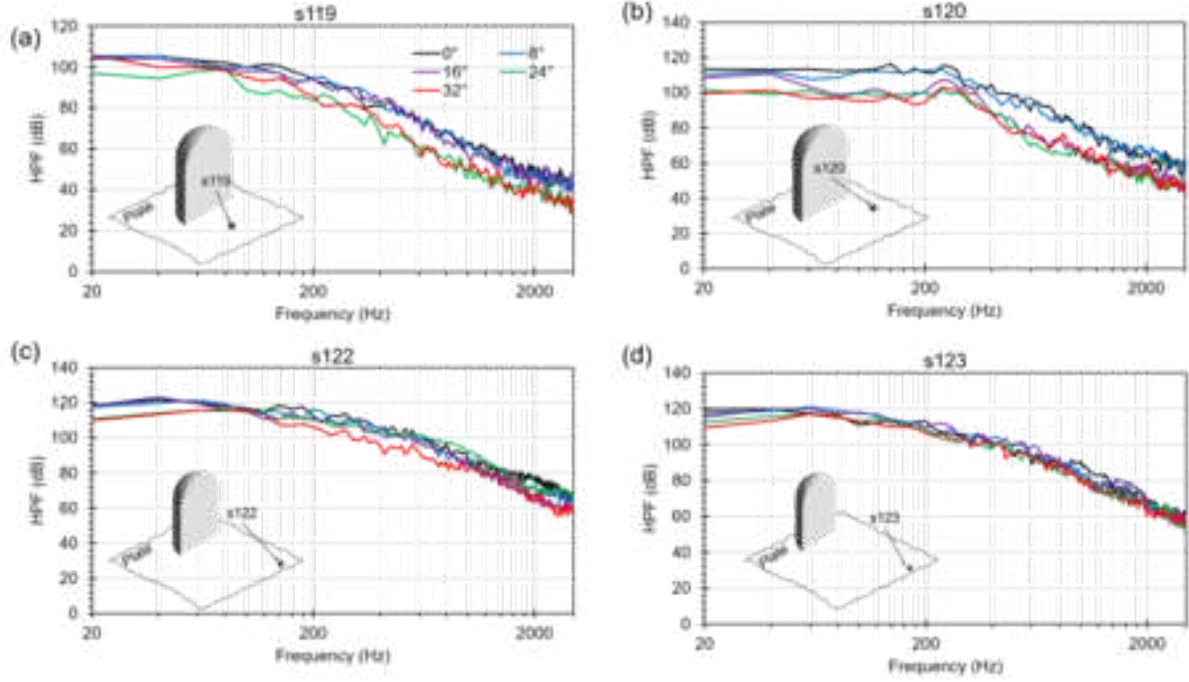 (a)
s119
0° 8°
16° 24°
32°
HPF (dB)
120
100
80
60
40
20
0
s119
Plate
20 200 2000
Frequency (Hz)
(b)
s120
HPF (dB)
140
120
100
80
60
40
20
0
s120
Plate
20 200 2000
Frequency (Hz)
(c)
s122
HPF (dB)
140
120
100
80
60
40
20
0
s122
Plate
20 200 2000
Frequency (Hz)
(d)
s123
HPF (dB)
140
120
100
80
60
40
20
0
s123
Plate
20 200 2000
Frequency (Hz)